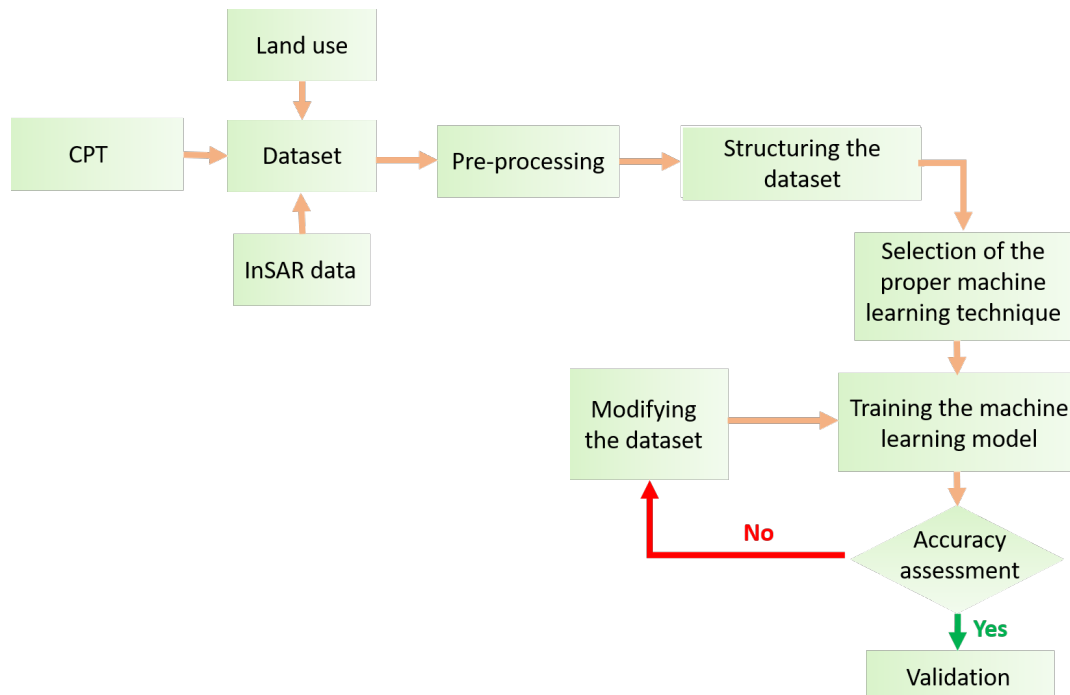 Land use
CPT
Dataset
Pre-processing
Structuring the
dataset
InSAR data
Selection of the
proper machine
learning technique
Modifying
the dataset
Training the machine
learning model
No
Accuracy
assessment
Yes
Validation